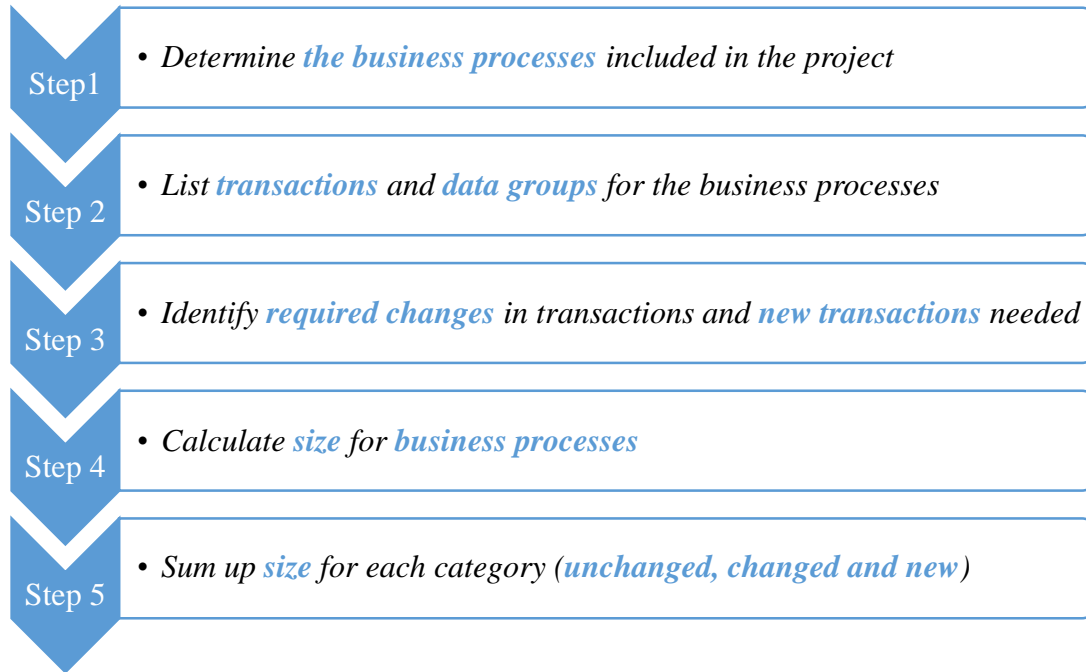 Step1
• Determine the business processes included in the project
Step 2
• List transactions and data groups for the business processes
Step 3
• Identify required changes in transactions and new transactions needed
Step 4
• Calculate size for business processes
Step 5
• Sum up size for each category (unchanged, changed and new)